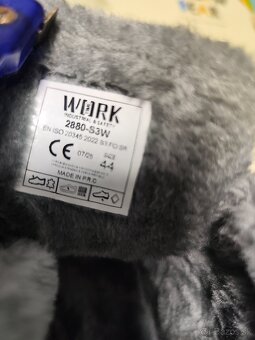 WORK
INDUSTRIAL & SAFETY
2880-S3W
EN ISO 20345:2022 S3 FO SR
CE 07/25 SIZE 44
MADE IN P.R.C